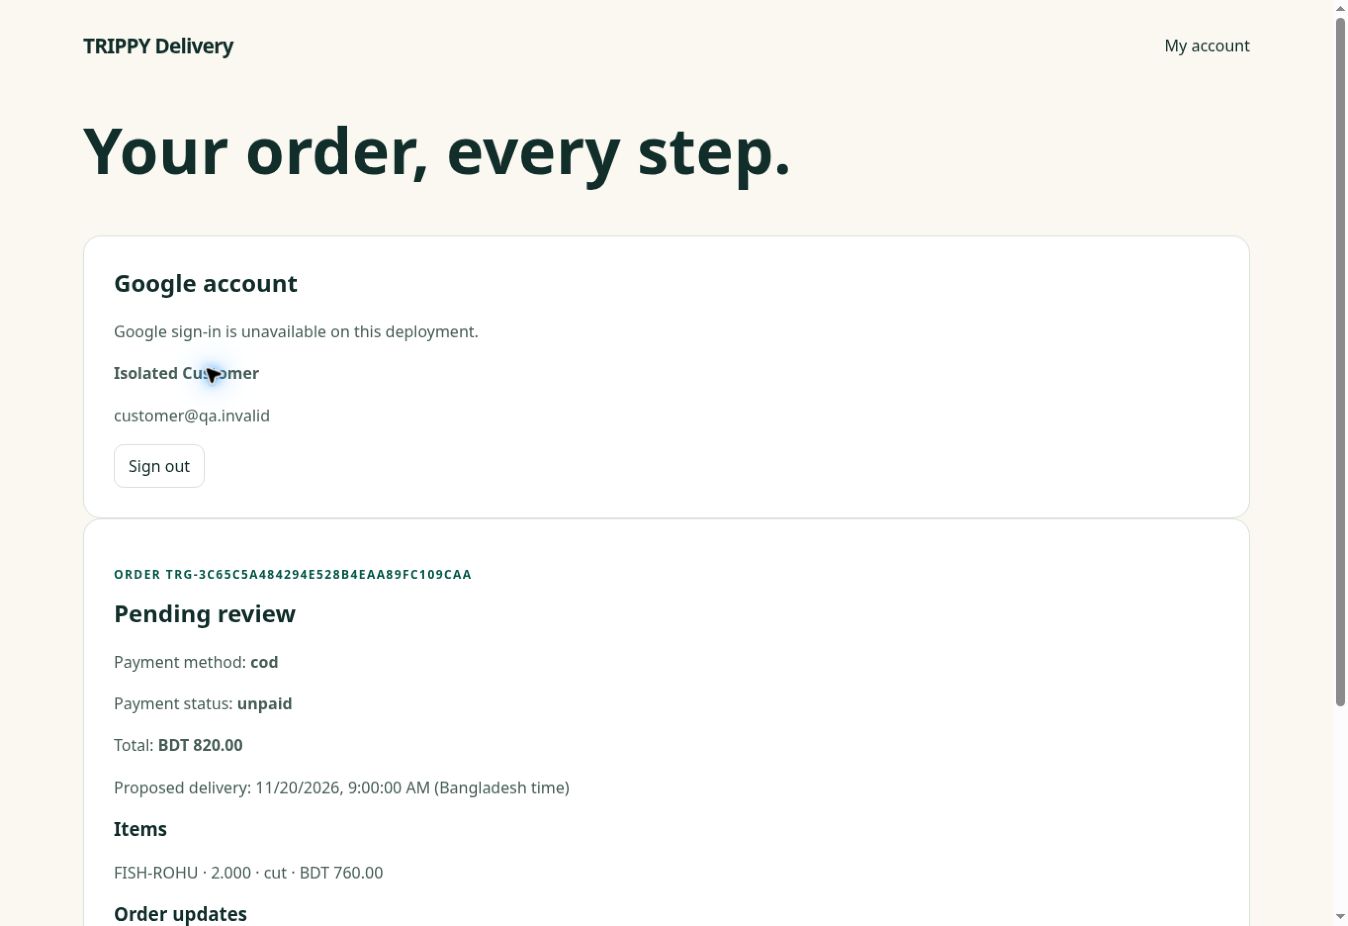 TRIPPY Delivery
My account
Your order, every step.
Google account
Google sign-in is unavailable on this deployment.
Isolated Customer
customer@qa.invalid
Sign out
ORDER TRG-3C65C5A484294E528B4EAA89FC109CAA
Pending review
Payment method: cod
Payment status: unpaid
Total: BDT 820.00
Proposed delivery: 11/20/2026, 9:00:00 AM (Bangladesh time)
Items
FISH-ROHU · 2.000 · cut · BDT 760.00
Order updates